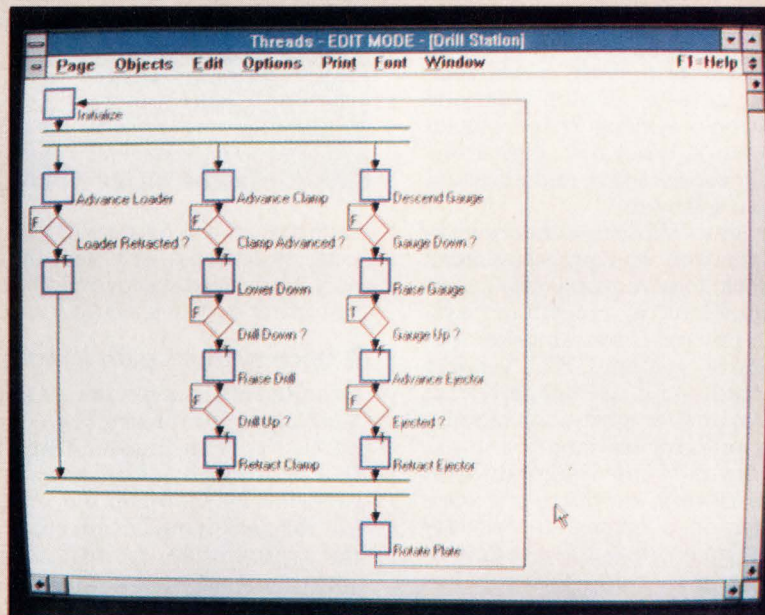 Threads - EDIT MODE - [Drill Station]
Page Objects Edit Options Print Font Window F1=Help
Initialize
Advance Loader Advance Clamp Descend Gauge
F Loader Retracted ? F Clamp Advanced ? F Gauge Down ?
T T T
Lower Down Raise Gauge
F Drill Down ? T Gauge Up ?
T T
Raise Drill Advance Ejector
F Drill Up ? F Ejected ?
T T
Retract Clamp Retract Ejector
Rotate Plate